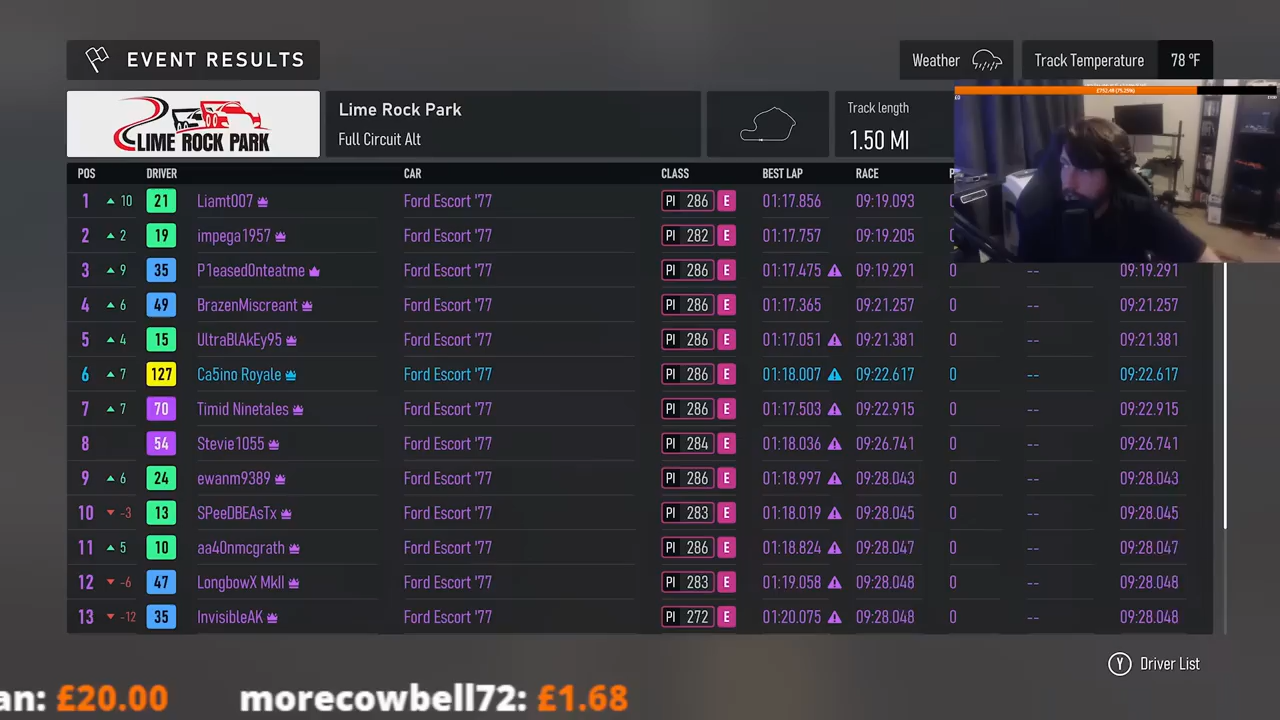 EVENT RESULTS
Weather
Track Temperature 78 °F
£752.49 (75.25%)
£0
LIME ROCK PARK
Lime Rock Park
Full Circuit Alt
Track length
1.50 MI
POS DRIVER CAR CLASS BEST LAP RACE
1 10 21 Liamt007 Ford Escort '77 PI 286 E 01:17.856 09:19.093
2 2 19 impega1957 Ford Escort '77 PI 282 E 01:17.757 09:19.205
3 9 35 P1eased0nteatme Ford Escort '77 PI 286 E 01:17.475 09:19.291 0 -- 09:19.291
4 6 49 BrazenMiscreant Ford Escort '77 PI 286 E 01:17.365 09:21.257 0 -- 09:21.257
5 4 15 UltraBlAkEy95 Ford Escort '77 PI 286 E 01:17.051 09:21.381 0 -- 09:21.381
6 7 127 Ca5ino Royale Ford Escort '77 PI 286 E 01:18.007 09:22.617 0 -- 09:22.617
7 7 70 Timid Ninetales Ford Escort '77 PI 286 E 01:17.503 09:22.915 0 -- 09:22.915
8 54 Stevie1055 Ford Escort '77 PI 284 E 01:18.036 09:26.741 0 -- 09:26.741
9 6 24 ewanm9389 Ford Escort '77 PI 286 E 01:18.997 09:28.043 0 -- 09:28.043
10 -3 13 SPeeDBEAsTx Ford Escort '77 PI 283 E 01:18.019 09:28.045 0 -- 09:28.045
11 5 10 aa40nmcgrath Ford Escort '77 PI 286 E 01:18.824 09:28.047 0 -- 09:28.047
12 -6 47 LongbowX MkII Ford Escort '77 PI 283 E 01:19.058 09:28.048 0 -- 09:28.048
13 -12 35 InvisibleAK Ford Escort '77 PI 272 E 01:20.075 09:28.048 0 -- 09:28.048
Y Driver List
an: £20.00 morecowbell72: £1.68